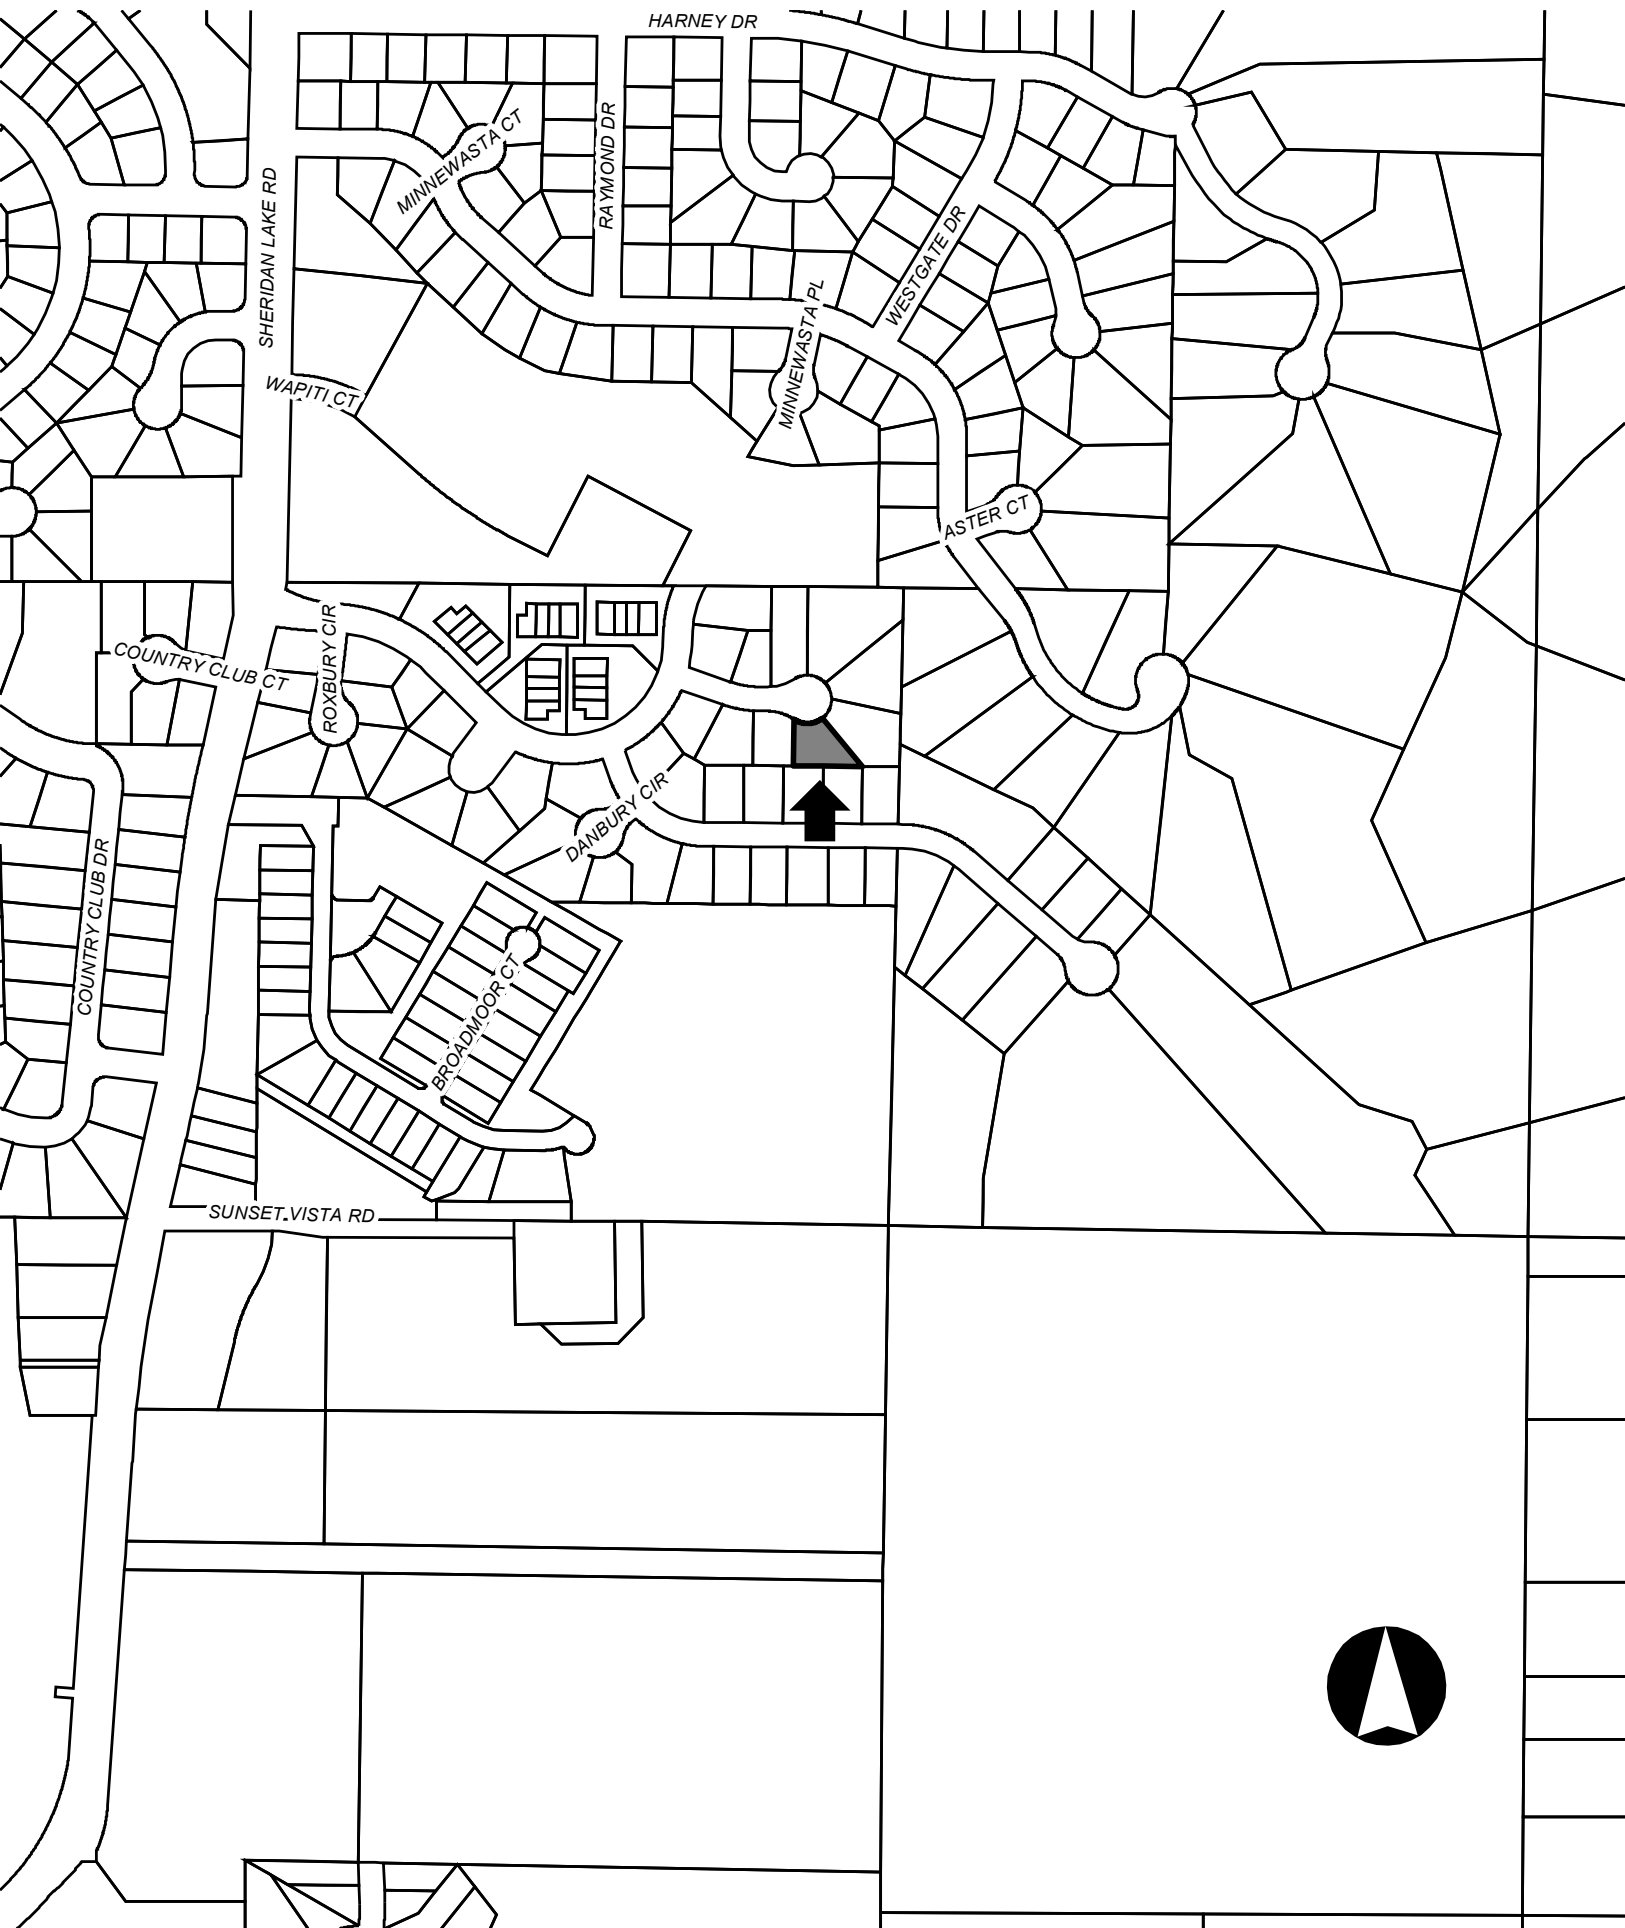 HARNEY DR
MINNEWASTA CT
RAYMOND DR
SHERIDAN LAKE RD
WESTGATE DR
MINNEWASTA PL
WAPITI CT
ASTER CT
ROXBURY CIR
COUNTRY CLUB CT
DANBURY CIR
COUNTRY CLUB DR
BROADMOOR CT
SUNSET VISTA RD